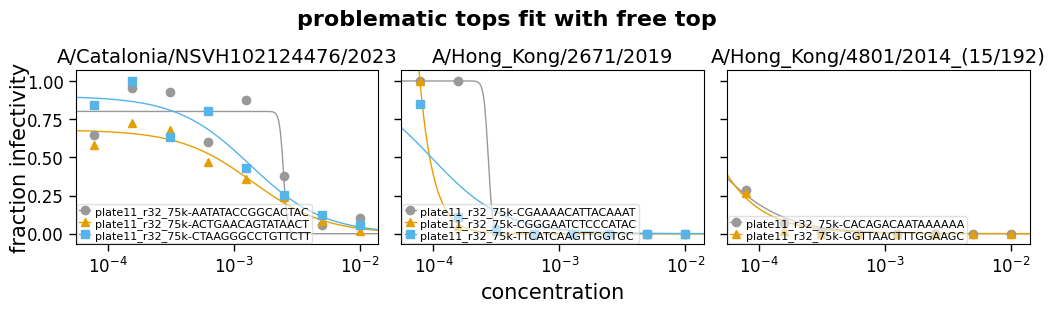 problematic tops fit with free top
A/Catalonia/NSVH102124476/2023
A/Hong_Kong/2671/2019
A/Hong_Kong/4801/2014_(15/192)
fraction infectivity
1.00
0.75
0.50
0.25
0.00
plate11_r32_75k-AATATACCGGCACTAC
plate11_r32_75k-ACTGAACAGTATAACT
plate11_r32_75k-CTAAGGGCCTGTTCTT
plate11_r32_75k-CGAAAACATTACAAAT
plate11_r32_75k-CGGGAATCTCCCATAC
plate11_r32_75k-TTCATCAAGTTGGTGC
plate11_r32_75k-CACAGACAATAAAAAA
plate11_r32_75k-GGTTAACTTTGGAAGC
10⁻⁴ 10⁻³ 10⁻²
10⁻⁴ 10⁻³ 10⁻²
10⁻⁴ 10⁻³ 10⁻²
concentration